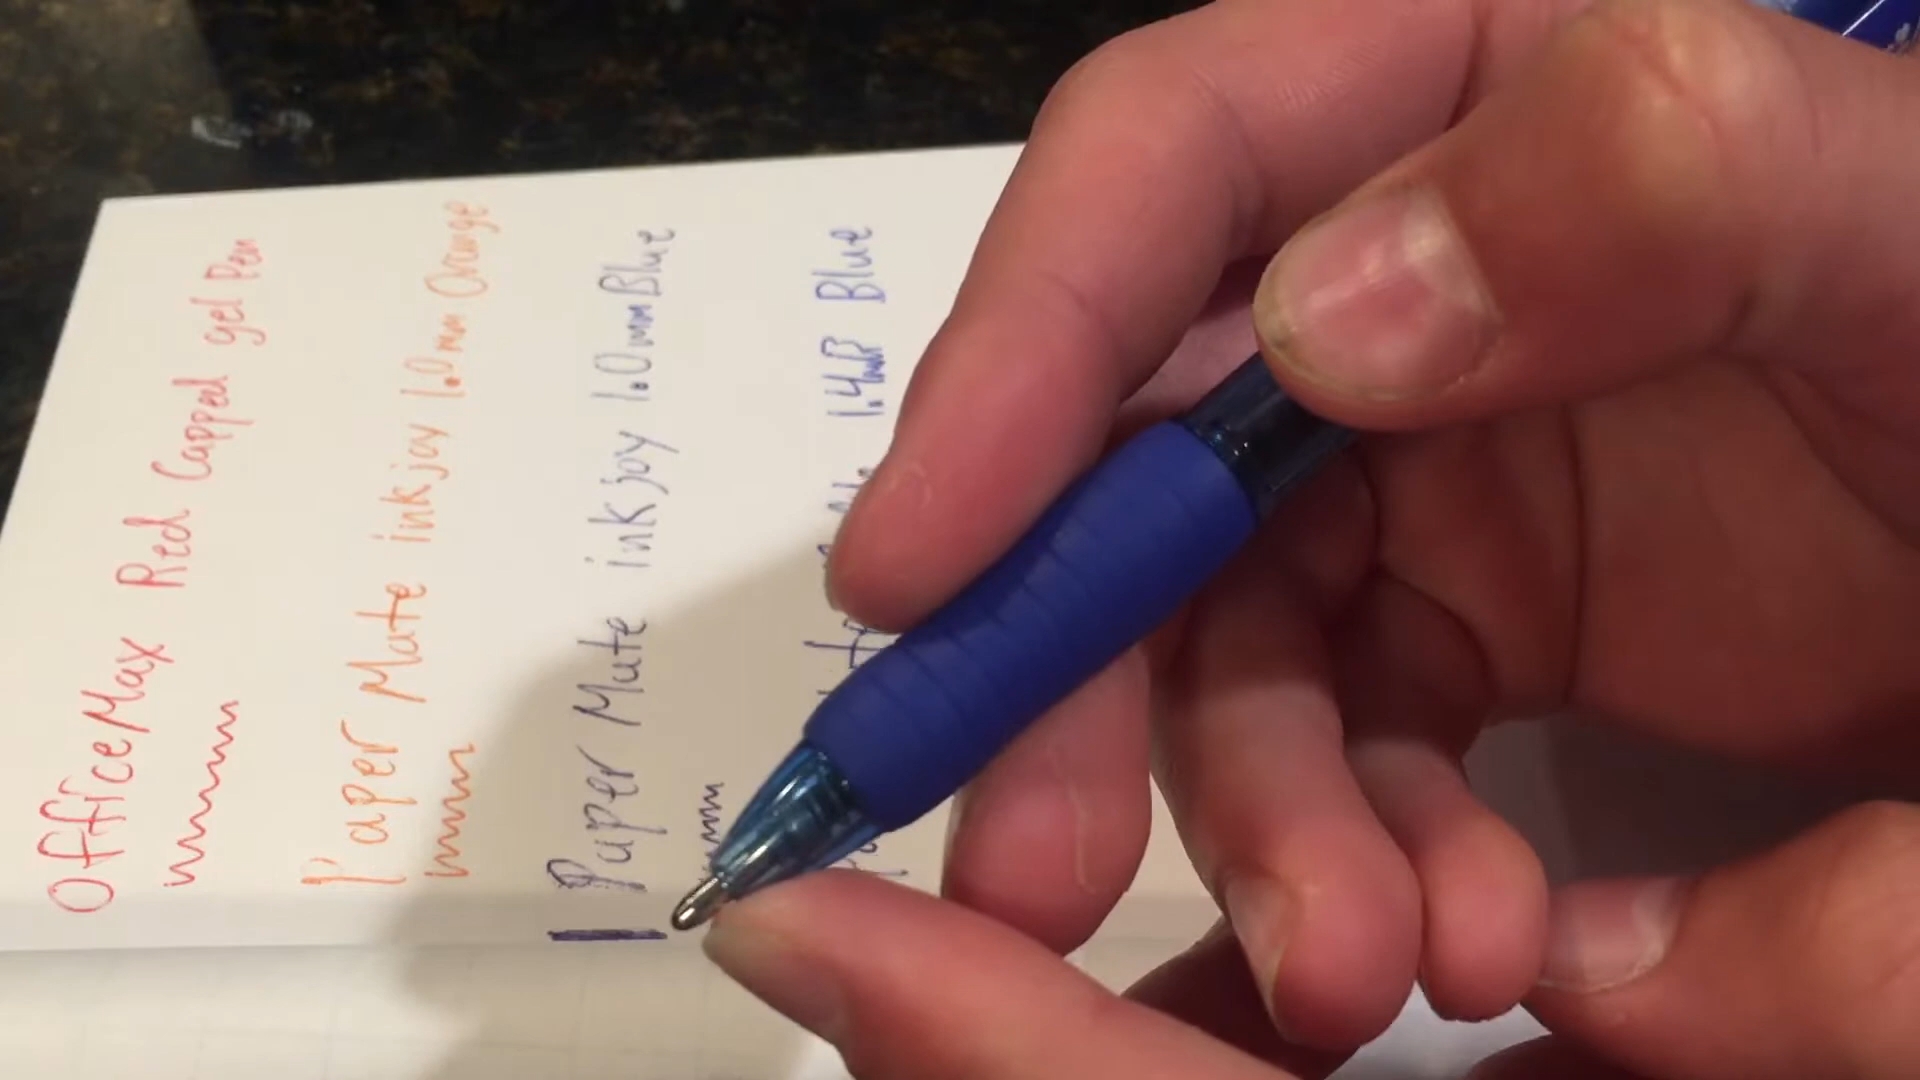 OfficeMax Red Capped gel Pen
Paper Mate inkjoy 1.0mm Orange
Paper Mate inkjoy 1.0mm Blue
1.4mm Blue